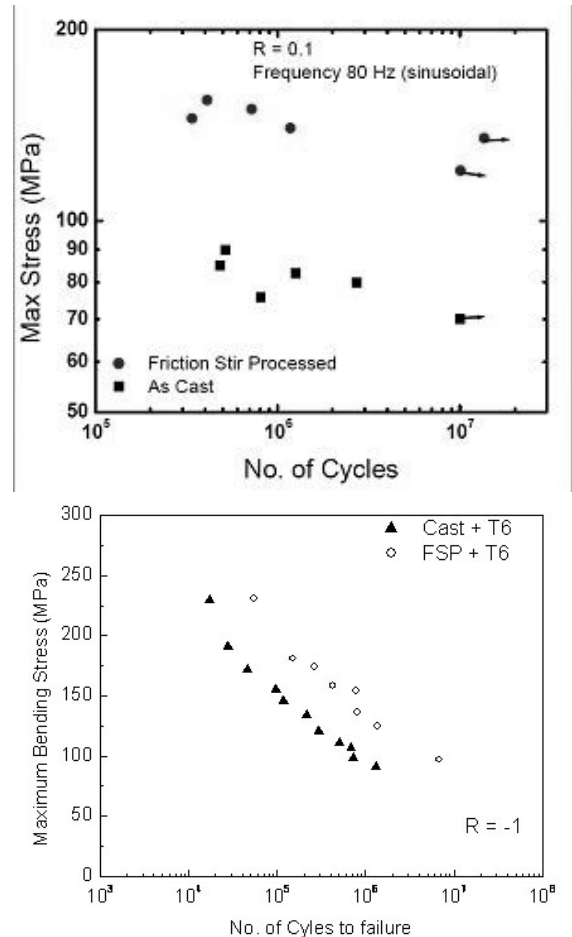 200
R = 0.1
Frequency 80 Hz (sinusoidal)
Max Stress (MPa)
100
90
80
70
60
50
Friction Stir Processed
As Cast
10^5
10^6
10^7
No. of Cycles
300
250
200
150
100
50
0
Maximum Bending Stress (MPa)
Cast + T6
FSP + T6
R = -1
10^3
10^4
10^5
10^6
10^7
10^8
No. of Cyles to failure